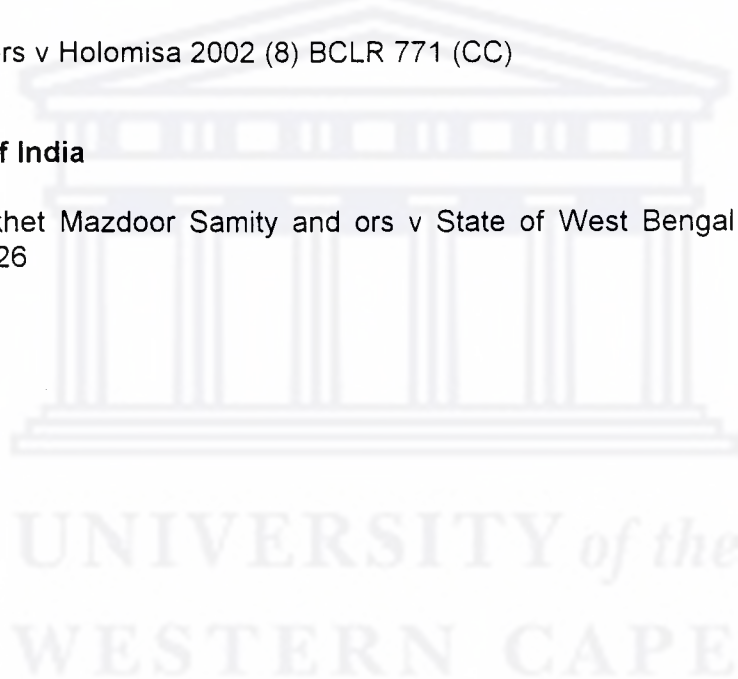 rs v Holomisa 2002 (8) BCLR 771 (CC)
f India
khet Mazdoor Samity and ors v State of West Bengal
26
UNIVERSITY of the
WESTERN CAPE